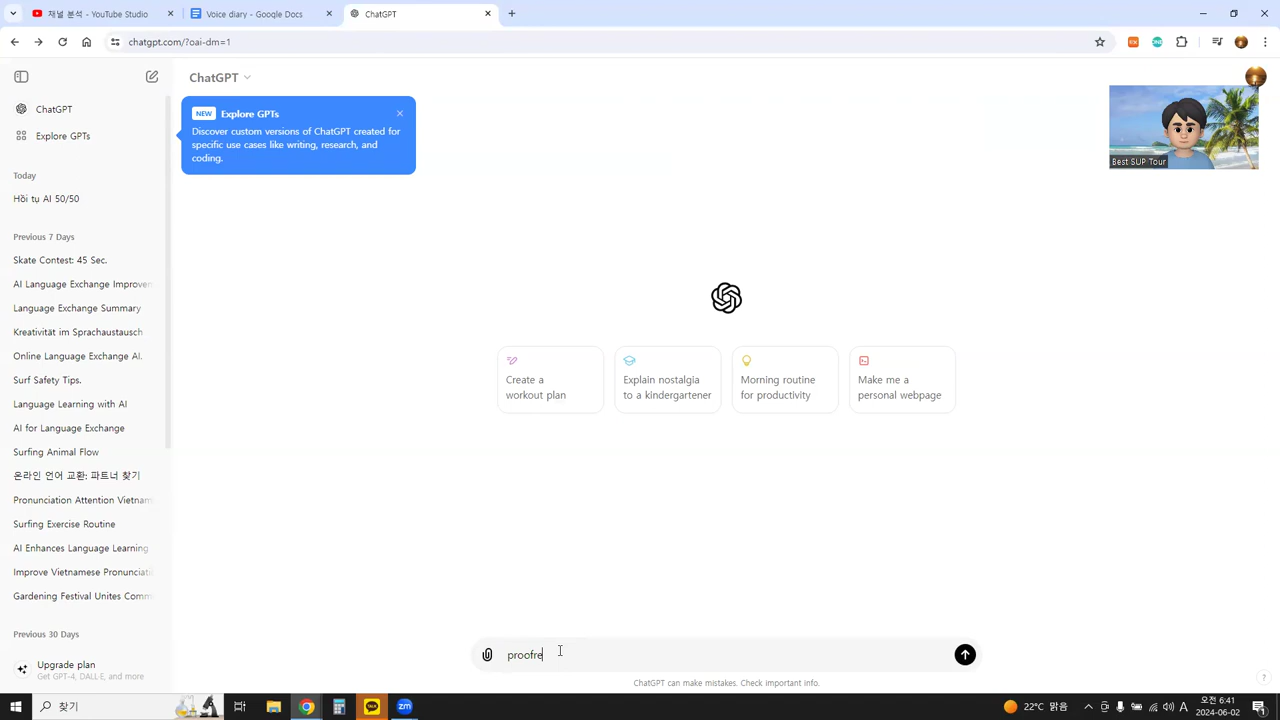 재널 분석 - YouTube Studio
Voice diary - Google Docs
ChatGPT
chatgpt.com/?oai-dm=1
ChatGPT
ChatGPT
Explore GPTs
Today
Hồi tụ AI 50/50
Previous 7 Days
Skate Contest: 45 Sec.
AI Language Exchange Improven
Language Exchange Summary
Kreativität im Sprachaustausch
Online Language Exchange AI.
Surf Safety Tips.
Language Learning with AI
AI for Language Exchange
Surfing Animal Flow
온라인 언어 교환: 파트너 찾기
Pronunciation Attention Vietnam
Surfing Exercise Routine
AI Enhances Language Learning
Improve Vietnamese Pronunciati
Gardening Festival Unites Comm
Previous 30 Days
Upgrade plan
Get GPT-4, DALL·E, and more
NEW Explore GPTs
Discover custom versions of ChatGPT created for
specific use cases like writing, research, and
coding.
Best SUP Tour
Create a
workout plan
Explain nostalgia
to a kindergartener
Morning routine
for productivity
Make me a
personal webpage
proofre
ChatGPT can make mistakes. Check important info.
?
찾기
TALK
zm
22°C 맑음
A
오전 6:41
2024-06-02